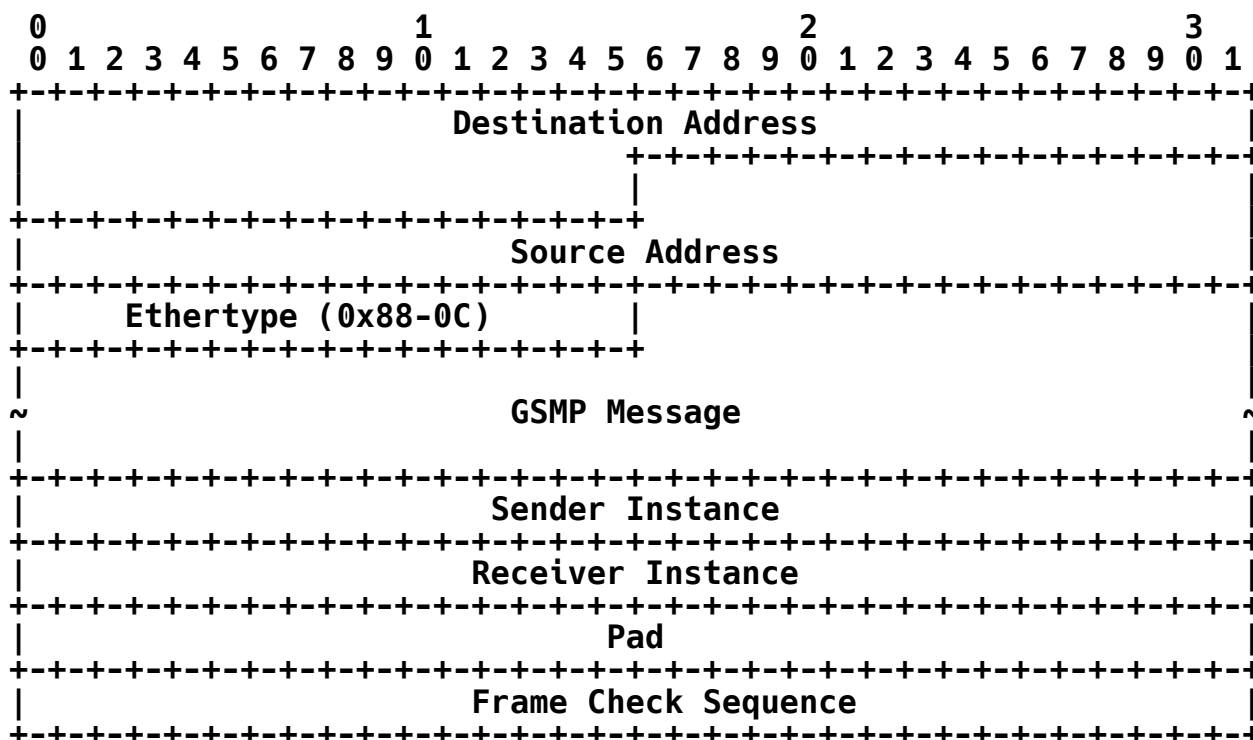 0                   1                   2                   3
 0 1 2 3 4 5 6 7 8 9 0 1 2 3 4 5 6 7 8 9 0 1 2 3 4 5 6 7 8 9 0 1
+-+-+-+-+-+-+-+-+-+-+-+-+-+-+-+-+-+-+-+-+-+-+-+-+-+-+-+-+-+-+-+-+
|                      Destination Address                      |
|                               +-+-+-+-+-+-+-+-+-+-+-+-+-+-+-+-+
|                               |                               |
+-+-+-+-+-+-+-+-+-+-+-+-+-+-+-+-+                               |
|                         Source Address                        |
+-+-+-+-+-+-+-+-+-+-+-+-+-+-+-+-+-+-+-+-+-+-+-+-+-+-+-+-+-+-+-+-+
|     Ethertype (0x88-0C)       |                               |
+-+-+-+-+-+-+-+-+-+-+-+-+-+-+-+-+                               |
|                                                               |
~                         GSMP Message                          ~
|                                                               |
+-+-+-+-+-+-+-+-+-+-+-+-+-+-+-+-+-+-+-+-+-+-+-+-+-+-+-+-+-+-+-+-+
|                        Sender Instance                        |
+-+-+-+-+-+-+-+-+-+-+-+-+-+-+-+-+-+-+-+-+-+-+-+-+-+-+-+-+-+-+-+-+
|                       Receiver Instance                       |
+-+-+-+-+-+-+-+-+-+-+-+-+-+-+-+-+-+-+-+-+-+-+-+-+-+-+-+-+-+-+-+-+
|                              Pad                              |
+-+-+-+-+-+-+-+-+-+-+-+-+-+-+-+-+-+-+-+-+-+-+-+-+-+-+-+-+-+-+-+-+
|                       Frame Check Sequence                    |
+-+-+-+-+-+-+-+-+-+-+-+-+-+-+-+-+-+-+-+-+-+-+-+-+-+-+-+-+-+-+-+-+